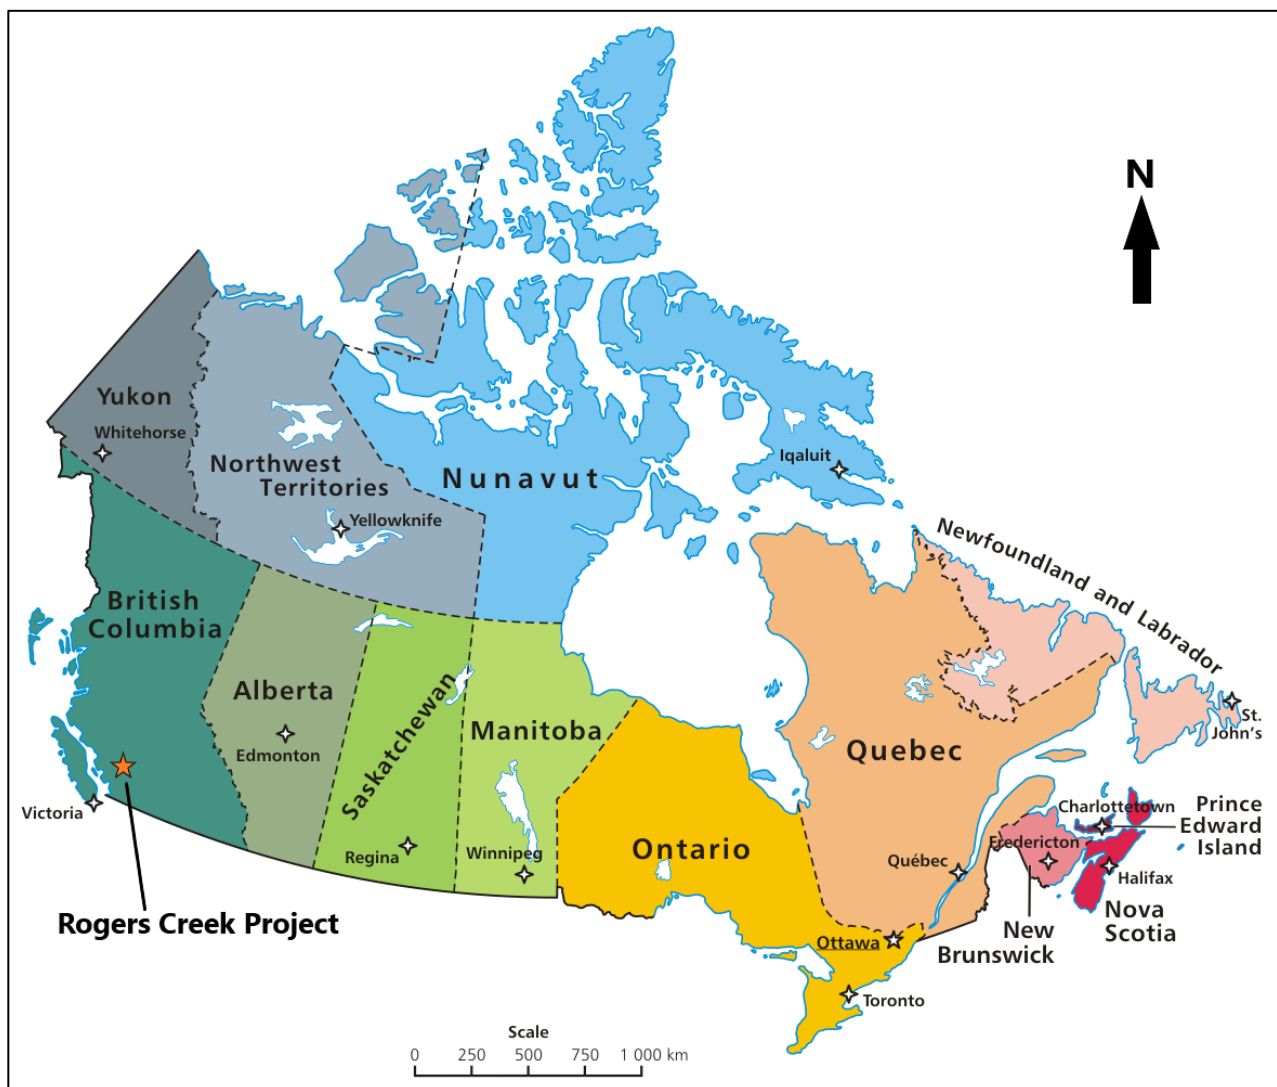 N
Yukon
Whitehorse
Northwest
Territories
Yellowknife
Nunavut
Iqaluit
Newfoundland and Labrador
British
Columbia
Alberta
Edmonton
Saskatchewan
Regina
Manitoba
Winnipeg
Ontario
Quebec
Québec
St.
John's
Charlottetown
Prince
Edward
Island
Fredericton
Halifax
Nova
Scotia
New
Brunswick
Ottawa
Toronto
Victoria
Rogers Creek Project
Scale
0 250 500 750 1 000 km